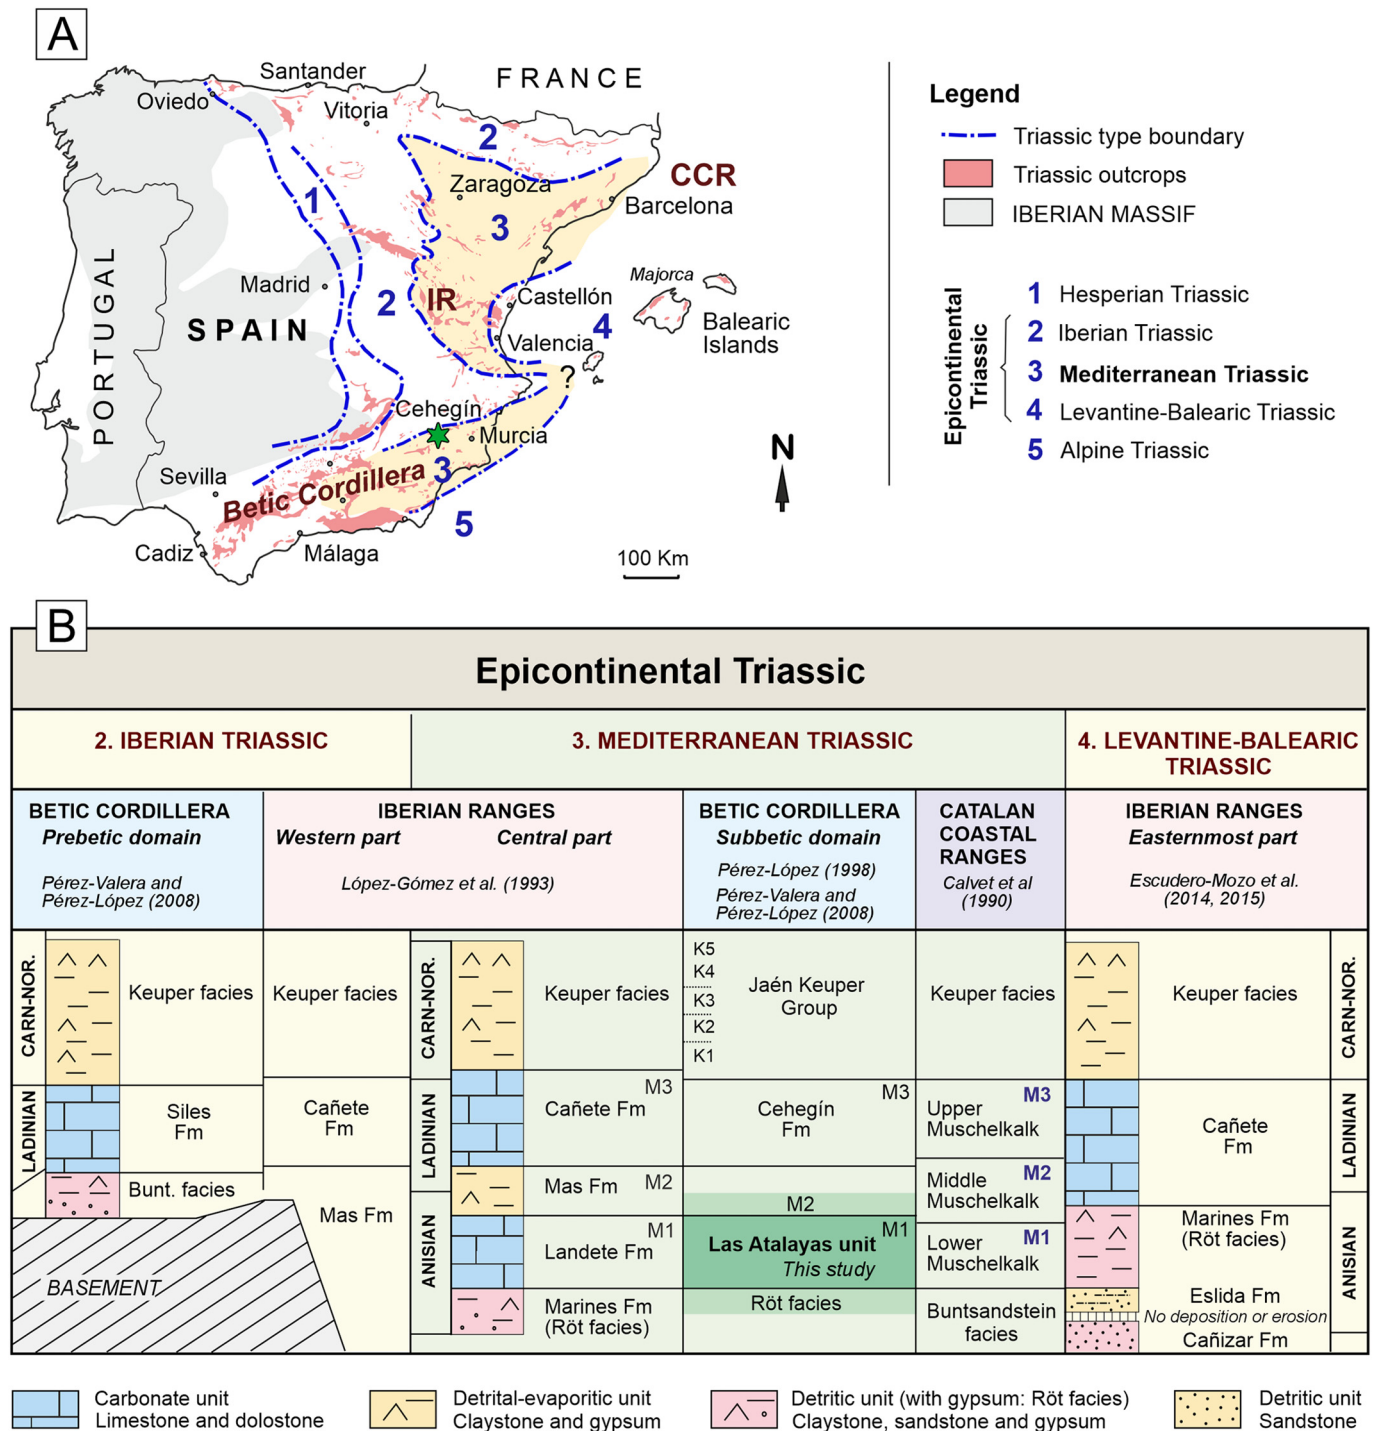 A
Santander
FRANCE
Oviedo
Vitoria
2
CCR
Zaragoza
1
Barcelona
3
PORTUGAL
Madrid
Majorca
SPAIN
2
IR
Castellón
4
Balearic
Islands
Valencia
?
Cehegín
Murcia
Sevilla
Betic Cordillera
3
5
Cadiz
Málaga
N
100 Km
Legend
Triassic type boundary
Triassic outcrops
IBERIAN MASSIF
Epicontinental
Triassic
1 Hesperian Triassic
2 Iberian Triassic
3 Mediterranean Triassic
4 Levantine-Balearic Triassic
5 Alpine Triassic
B
Epicontinental Triassic
2. IBERIAN TRIASSIC
3. MEDITERRANEAN TRIASSIC
4. LEVANTINE-BALEARIC
TRIASSIC
BETIC CORDILLERA
Prebetic domain
Pérez-Valera and
Pérez-López (2008)
IBERIAN RANGES
Western part Central part
López-Gómez et al. (1993)
BETIC CORDILLERA
Subbetic domain
Pérez-López (1998)
Pérez-Valera and
Pérez-López (2008)
CATALAN
COASTAL
RANGES
Calvet et al
(1990)
IBERIAN RANGES
Easternmost part
Escudero-Mozo et al.
(2014, 2015)
CARN-NOR.
LADINIAN
Keuper facies
Siles
Fm
Bunt. facies
BASEMENT
Keuper facies
Cañete
Fm
Mas Fm
CARN-NOR.
LADINIAN
ANISIAN
Keuper facies
M3
Cañete Fm
Mas Fm M2
M1
Landete Fm
Marines Fm
(Röt facies)
K5
K4
K3
K2
K1
Jaén Keuper
Group
M3
Cehegín
Fm
M2
M1
Las Atalayas unit
This study
Röt facies
Keuper facies
M3
Upper
Muschelkalk
M2
Middle
Muschelkalk
M1
Lower
Muschelkalk
Buntsandstein
facies
Keuper facies
Cañete
Fm
Marines Fm
(Röt facies)
Eslida Fm
No deposition or erosion
Cañizar Fm
CARN-NOR.
LADINIAN
ANISIAN
Carbonate unit
Limestone and dolostone
Detrital-evaporitic unit
Claystone and gypsum
Detritic unit (with gypsum: Röt facies)
Claystone, sandstone and gypsum
Detritic unit
Sandstone